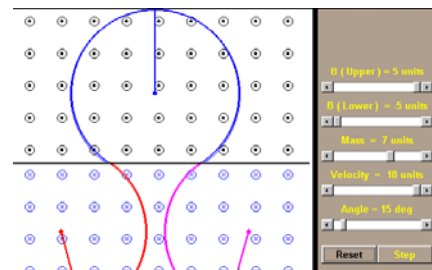 B ( Upper ) = 5 units
B ( Lower ) = .5 units
Mass = 7 units
Velocity = 10 units
Angle = 15 deg
Reset Step